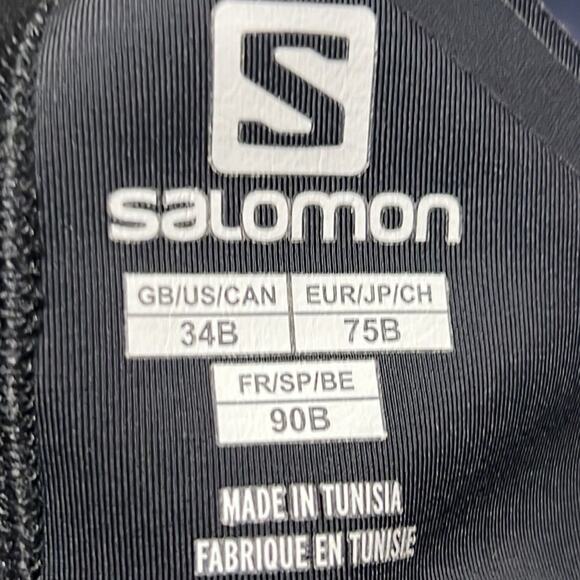 S
salomon
GB/US/CAN EUR/JP/CH
34B 75B
FR/SP/BE
90B
MADE IN TUNISIA
FABRIQUE EN TUNISIE